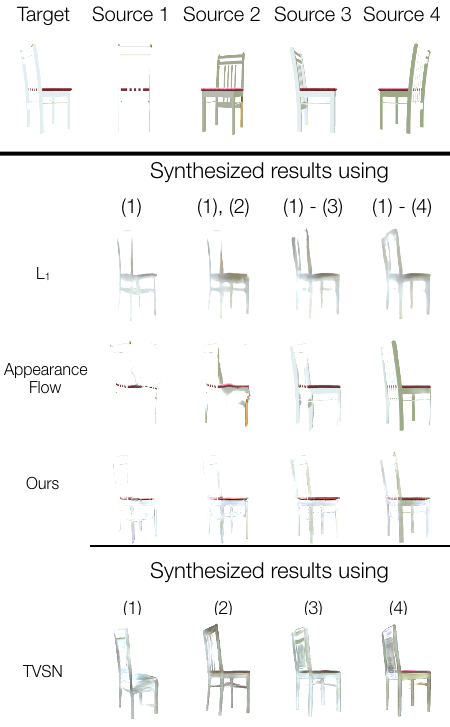 Target Source 1 Source 2 Source 3 Source 4
Synthesized results using
(1) (1), (2) (1) - (3) (1) - (4)
L₁
Appearance
Flow
Ours
Synthesized results using
(1) (2) (3) (4)
TVSN